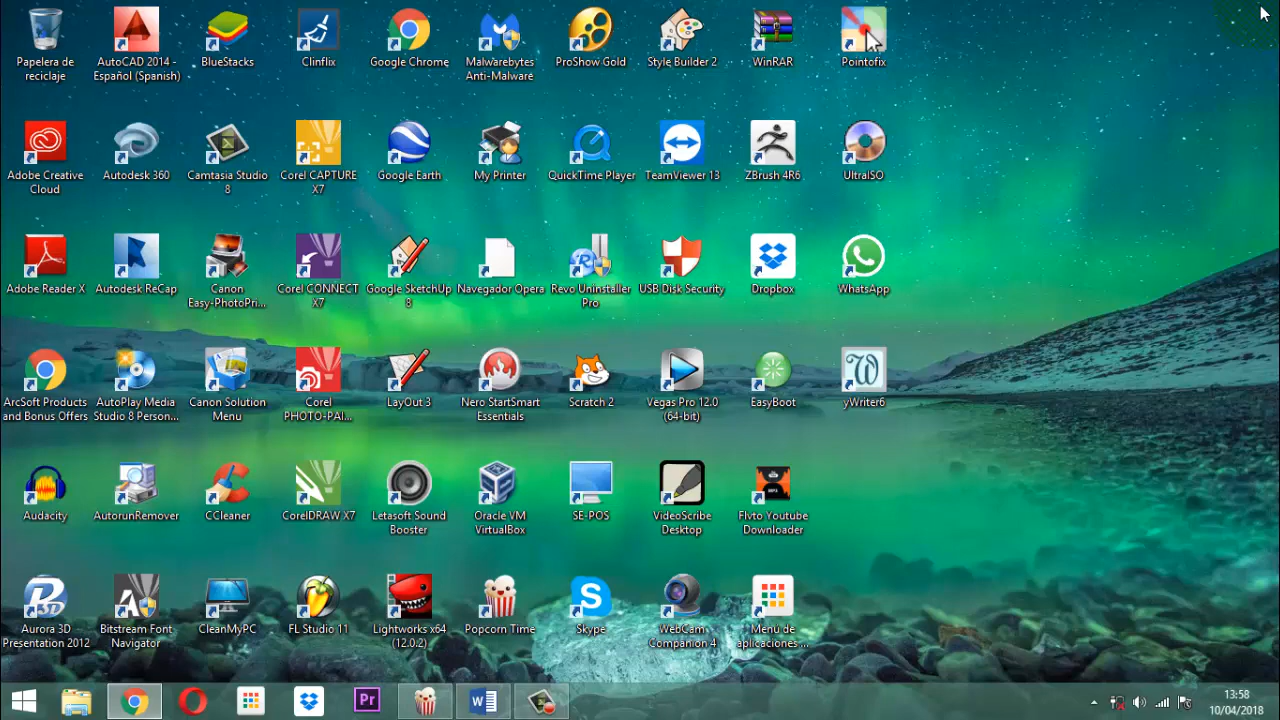 Papelera de
reciclaje
AutoCAD 2014 -
Español (Spanish)
BlueStacks
Clinflix
Google Chrome
Malwarebytes
Anti-Malware
ProShow Gold
Style Builder 2
WinRAR
Pointofix
Adobe Creative
Cloud
Autodesk 360
Camtasia Studio
8
Corel CAPTURE
X7
Google Earth
My Printer
QuickTime Player
TeamViewer 13
ZBrush 4R6
UltraISO
Adobe Reader X
Autodesk ReCap
Canon
Easy-PhotoPri...
Corel CONNECT
X7
Google SketchUp
8
Navegador Opera
Revo Uninstaller
Pro
USB Disk Security
Dropbox
WhatsApp
ArcSoft Products
and Bonus Offers
AutoPlay Media
Studio 8 Person...
Canon Solution
Menu
Corel
PHOTO-PAI...
LayOut 3
Nero StartSmart
Essentials
Scratch 2
Vegas Pro 12.0
(64-bit)
EasyBoot
yWriter6
Audacity
AutorunRemover
CCleaner
CorelDRAW X7
Letasoft Sound
Booster
Oracle VM
VirtualBox
SE-POS
VideoScribe
Desktop
Flvto Youtube
Downloader
Aurora 3D
Presentation 2012
Bitstream Font
Navigator
CleanMyPC
FL Studio 11
Lightworks x64
(12.0.2)
Popcorn Time
Skype
WebCam
Companion 4
Menú de
aplicaciones ...
Pr
13:58
10/04/2018